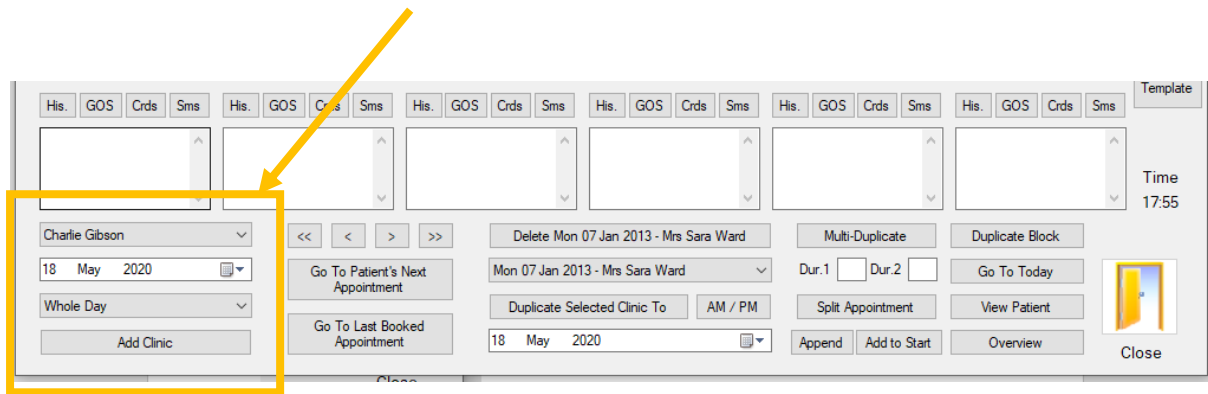 Template
His. GOS Crds Sms His. GOS Crds Sms His. GOS Crds Sms His. GOS Crds Sms His. GOS Crds Sms His. GOS Crds Sms
Time
17:55
Charlie Gibson
18 May 2020
Whole Day
Add Clinic
<< < > >>
Go To Patient's Next
Appointment
Go To Last Booked
Appointment
Delete Mon 07 Jan 2013 - Mrs Sara Ward
Mon 07 Jan 2013 - Mrs Sara Ward
Duplicate Selected Clinic To AM / PM
18 May 2020
Multi-Duplicate
Dur.1 Dur.2
Split Appointment
Append Add to Start
Duplicate Block
Go To Today
View Patient
Overview
Close
Close